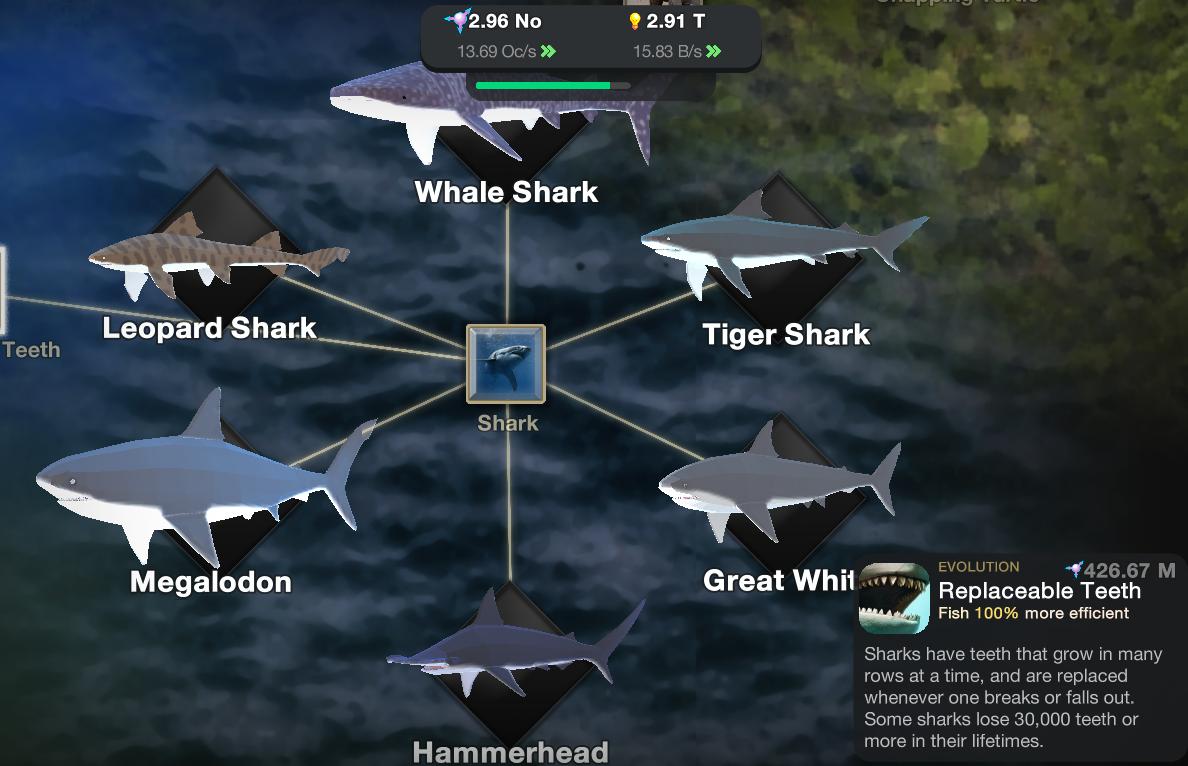 Snapping Turtle
2.96 No
2.91 T
13.69 Oc/s
15.83 B/s
Whale Shark
Leopard Shark
Tiger Shark
Teeth
Shark
Megalodon
Great Whit
Hammerhead
EVOLUTION
426.67 M
Replaceable Teeth
Fish 100% more efficient
Sharks have teeth that grow in many
rows at a time, and are replaced
whenever one breaks or falls out.
Some sharks lose 30,000 teeth or
more in their lifetimes.